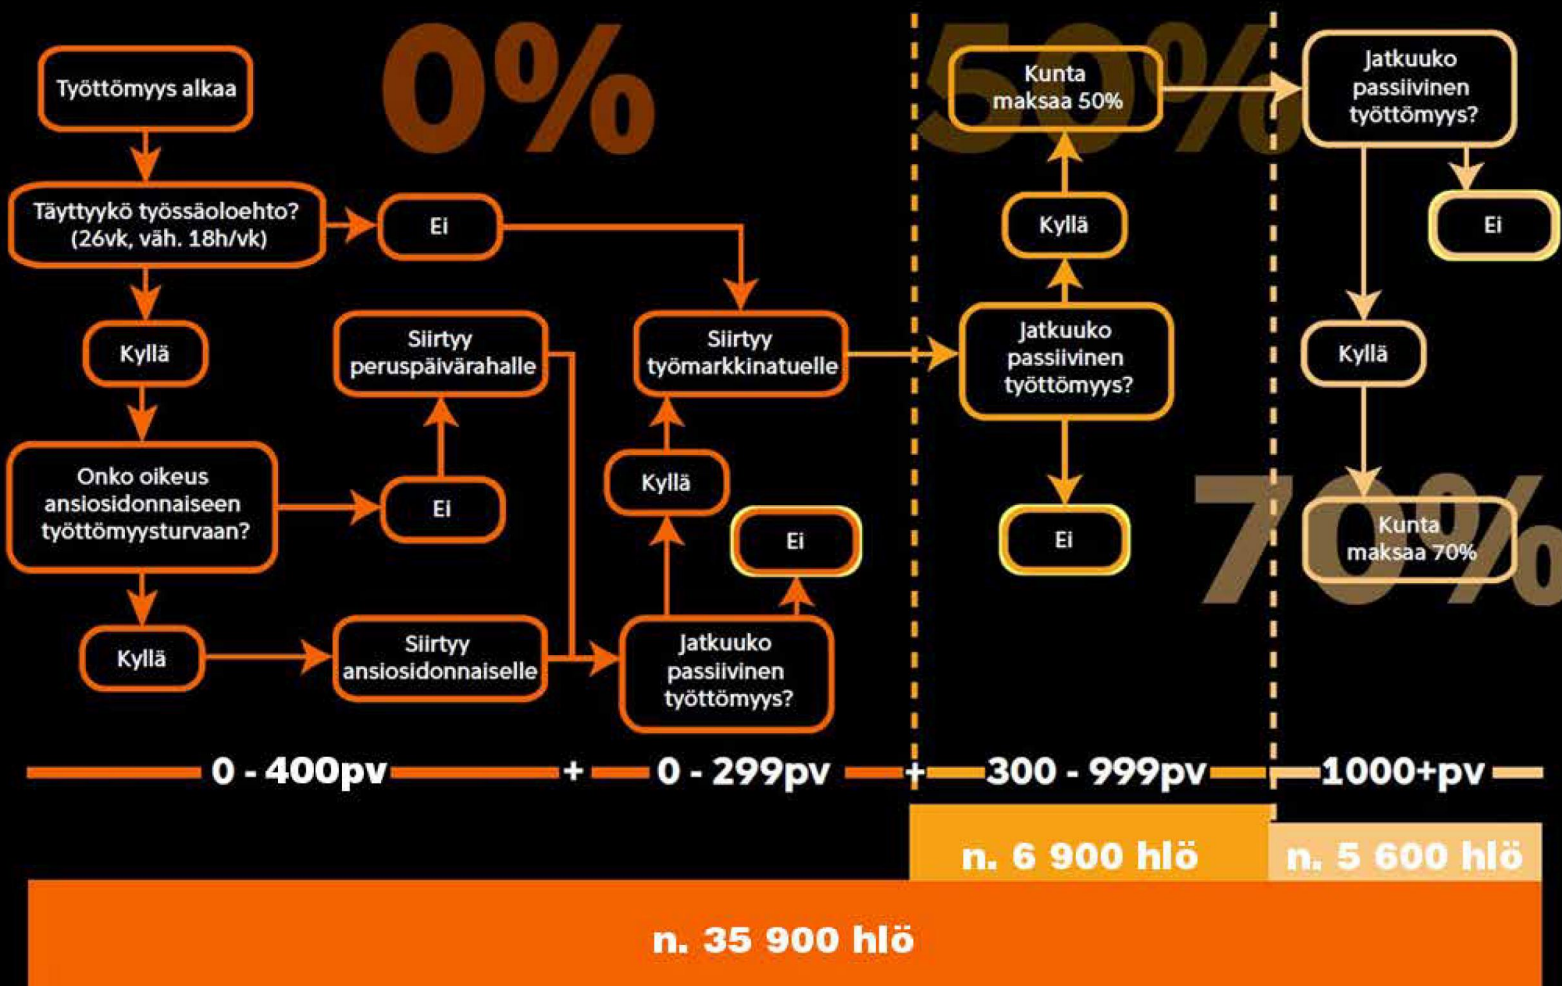 0%
50%
70%
Työttömyys alkaa
Täyttyykö työssäoloehto?
(26vk, väh. 18h/vk)
Ei
Kyllä
Onko oikeus
ansiosidonnaiseen
työttömyysturvaan?
Ei
Siirtyy
peruspäivärahalle
Kyllä
Siirtyy
ansiosidonnaiselle
Jatkuuko
passiivinen
työttömyys?
Ei
Kyllä
Siirtyy
työmarkkinatuelle
Jatkuuko
passiivinen
työttömyys?
Ei
Kyllä
Kunta
maksaa 50%
Jatkuuko
passiivinen
työttömyys?
Ei
Kyllä
Kunta
maksaa 70%
0 - 400pv + 0 - 299pv + 300 - 999pv 1000+pv
n. 6 900 hlö
n. 5 600 hlö
n. 35 900 hlö